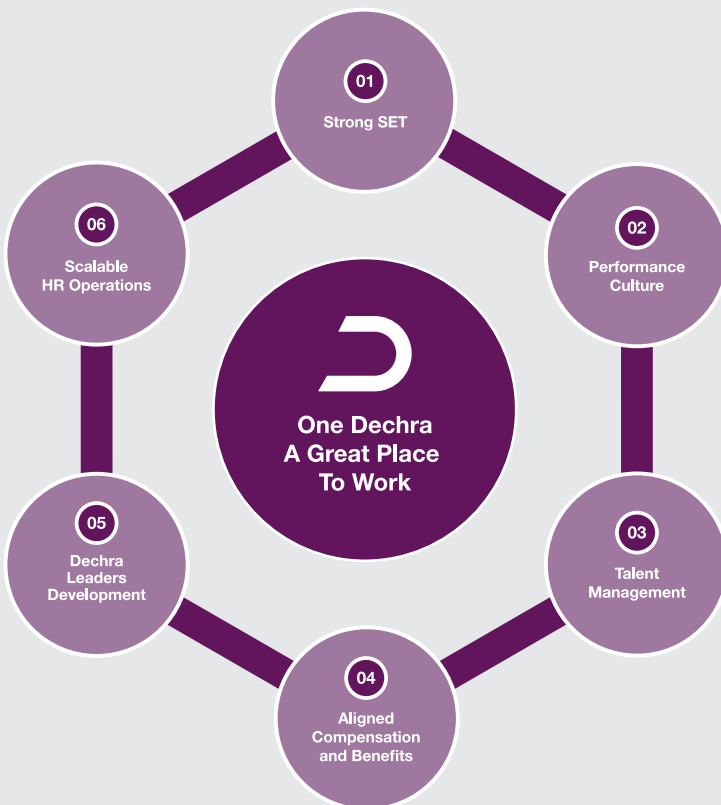 01
Strong SET
02
Performance
Culture
03
Talent
Management
04
Aligned
Compensation
and Benefits
05
Dechra
Leaders
Development
06
Scalable
HR Operations
One Dechra
A Great Place
To Work